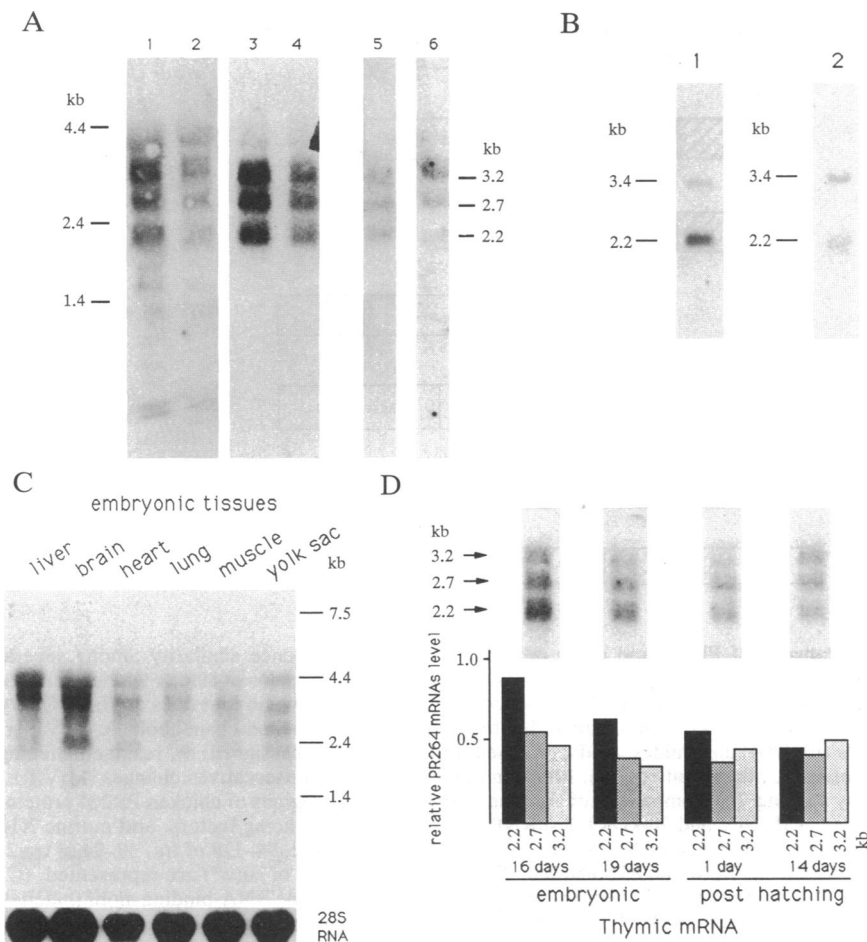 A
1 2 3 4 5 6
kb
4.4
2.4
1.4
kb
3.2
2.7
2.2
B
1 2
kb
3.4
2.2
kb
3.4
2.2
C
embryonic tissues
liver brain heart lung muscle yolk sac
kb
7.5
4.4
2.4
1.4
28S
RNA
D
kb
3.2
2.7
2.2
relative PR264 mRNAs level
1.0
0.5
2.2 2.7 3.2 2.2 2.7 3.2 2.2 2.7 3.2 2.2 2.7 3.2 kb
16 days 19 days 1 day 14 days
embryonic post hatching
Thymic mRNA